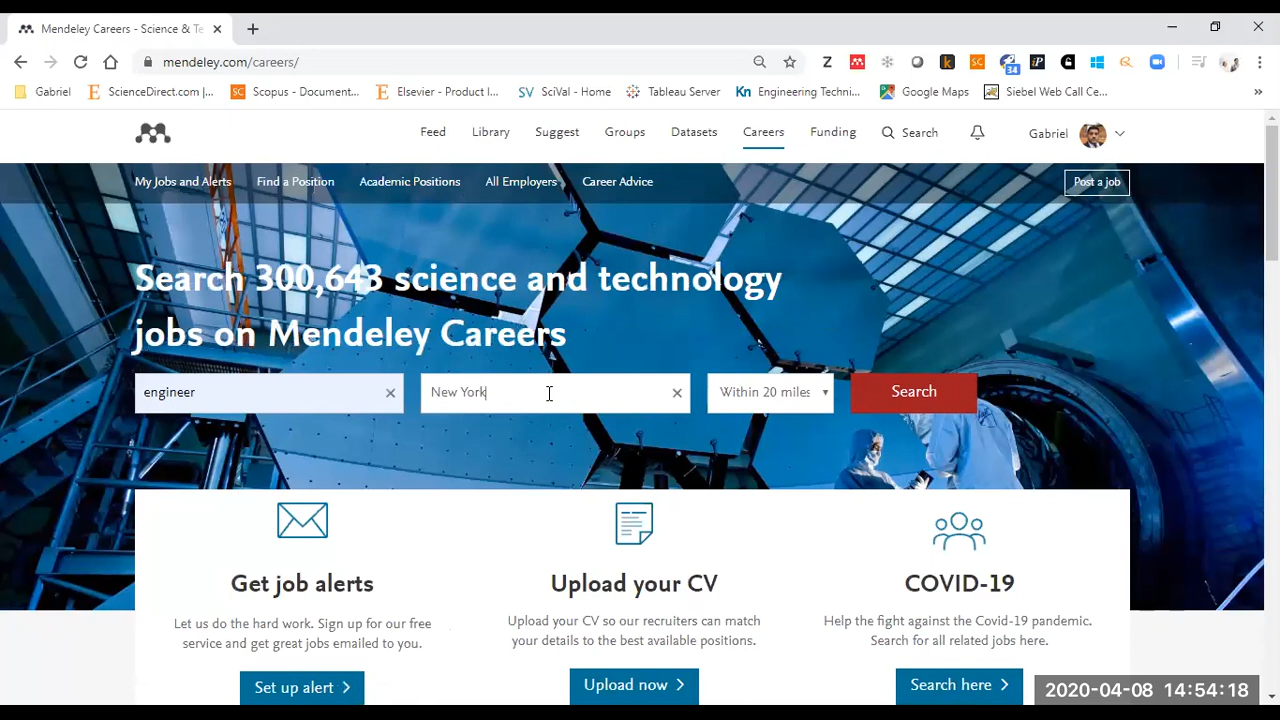 Mendeley Careers - Science & Te
mendeley.com/careers/
34
Gabriel
ScienceDirect.com |...
Scopus - Document...
Elsevier - Product I...
SciVal - Home
Tableau Server
Engineering Techni...
Google Maps
Siebel Web Call Ce...
Feed
Library
Suggest
Groups
Datasets
Careers
Funding
Search
Gabriel
My Jobs and Alerts
Find a Position
Academic Positions
All Employers
Career Advice
Post a job
Search 300,643 science and technology
jobs on Mendeley Careers
engineer
New York
Within 20 miles
Search
Get job alerts
Let us do the hard work. Sign up for our free
service and get great jobs emailed to you.
Set up alert
Upload your CV
Upload your CV so our recruiters can match
your details to the best available positions.
Upload now
COVID-19
Help the fight against the Covid-19 pandemic.
Search for all related jobs here.
Search here
2020-04-08 14:54:18